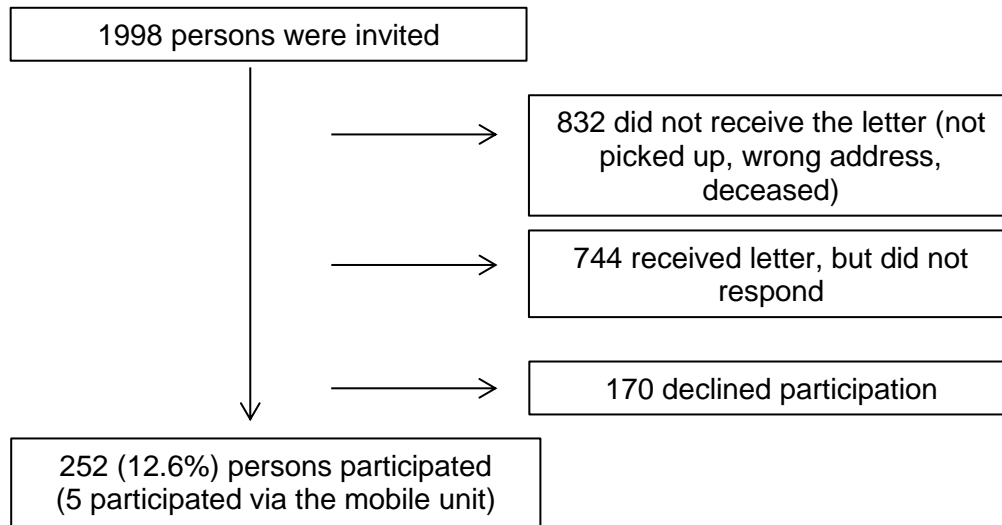 1998 persons were invited
832 did not receive the letter (not
picked up, wrong address,
deceased)
744 received letter, but did not
respond
170 declined participation
252 (12.6%) persons participated
(5 participated via the mobile unit)